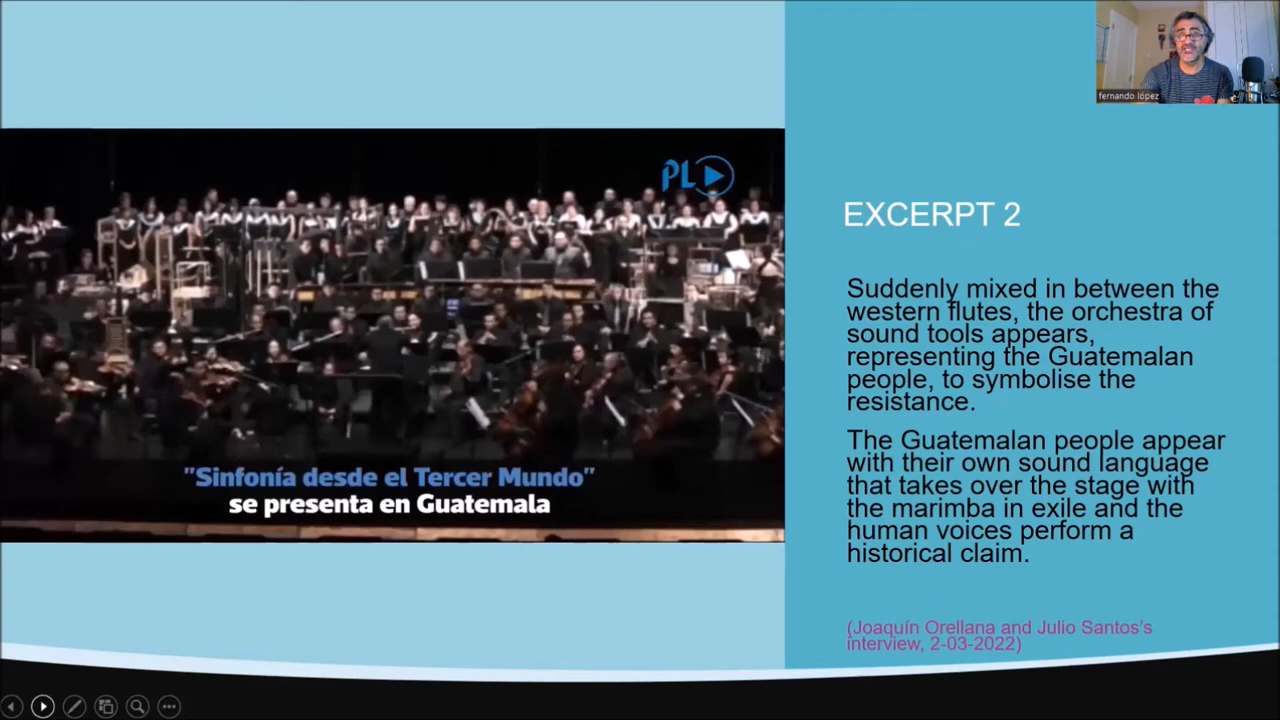 fernando lópez
PL
EXCERPT 2
Suddenly mixed in between the
western flutes, the orchestra of
sound tools appears,
representing the Guatemalan
people, to symbolise the
resistance.
The Guatemalan people appear
with their own sound language
that takes over the stage with
the marimba in exile and the
human voices perform a
historical claim.
(Joaquín Orellana and Julio Santos's
interview, 2-03-2022)
"Sinfonía desde el Tercer Mundo"
se presenta en Guatemala